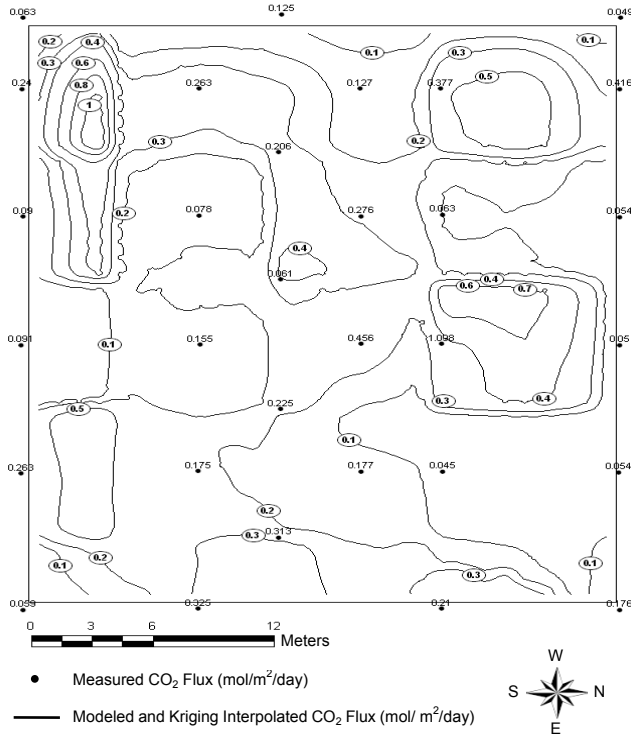 0.063 0.125 0.049
0.2 0.4 0.1 0.3 0.1
0.3 0.6
0.24 0.8 0.263 0.127 0.377 0.5 0.416
1
0.3 0.206 0.2
0.09 0.2 0.078 0.276 0.063 0.054
0.4
0.061 0.6 0.4 0.7
0.091 0.1 0.155 0.456 1.098 0.05
0.5 0.225 0.3 0.4
0.1
0.263 0.175 0.177 0.045 0.054
0.2
0.3 0.313
0.1 0.2 0.3 0.1
0.059 0.325 0.21 0.176
0 3 6 12
Meters
Measured CO₂ Flux (mol/m²/day)
Modeled and Kriging Interpolated CO₂ Flux (mol/ m²/day)
W
S N
E